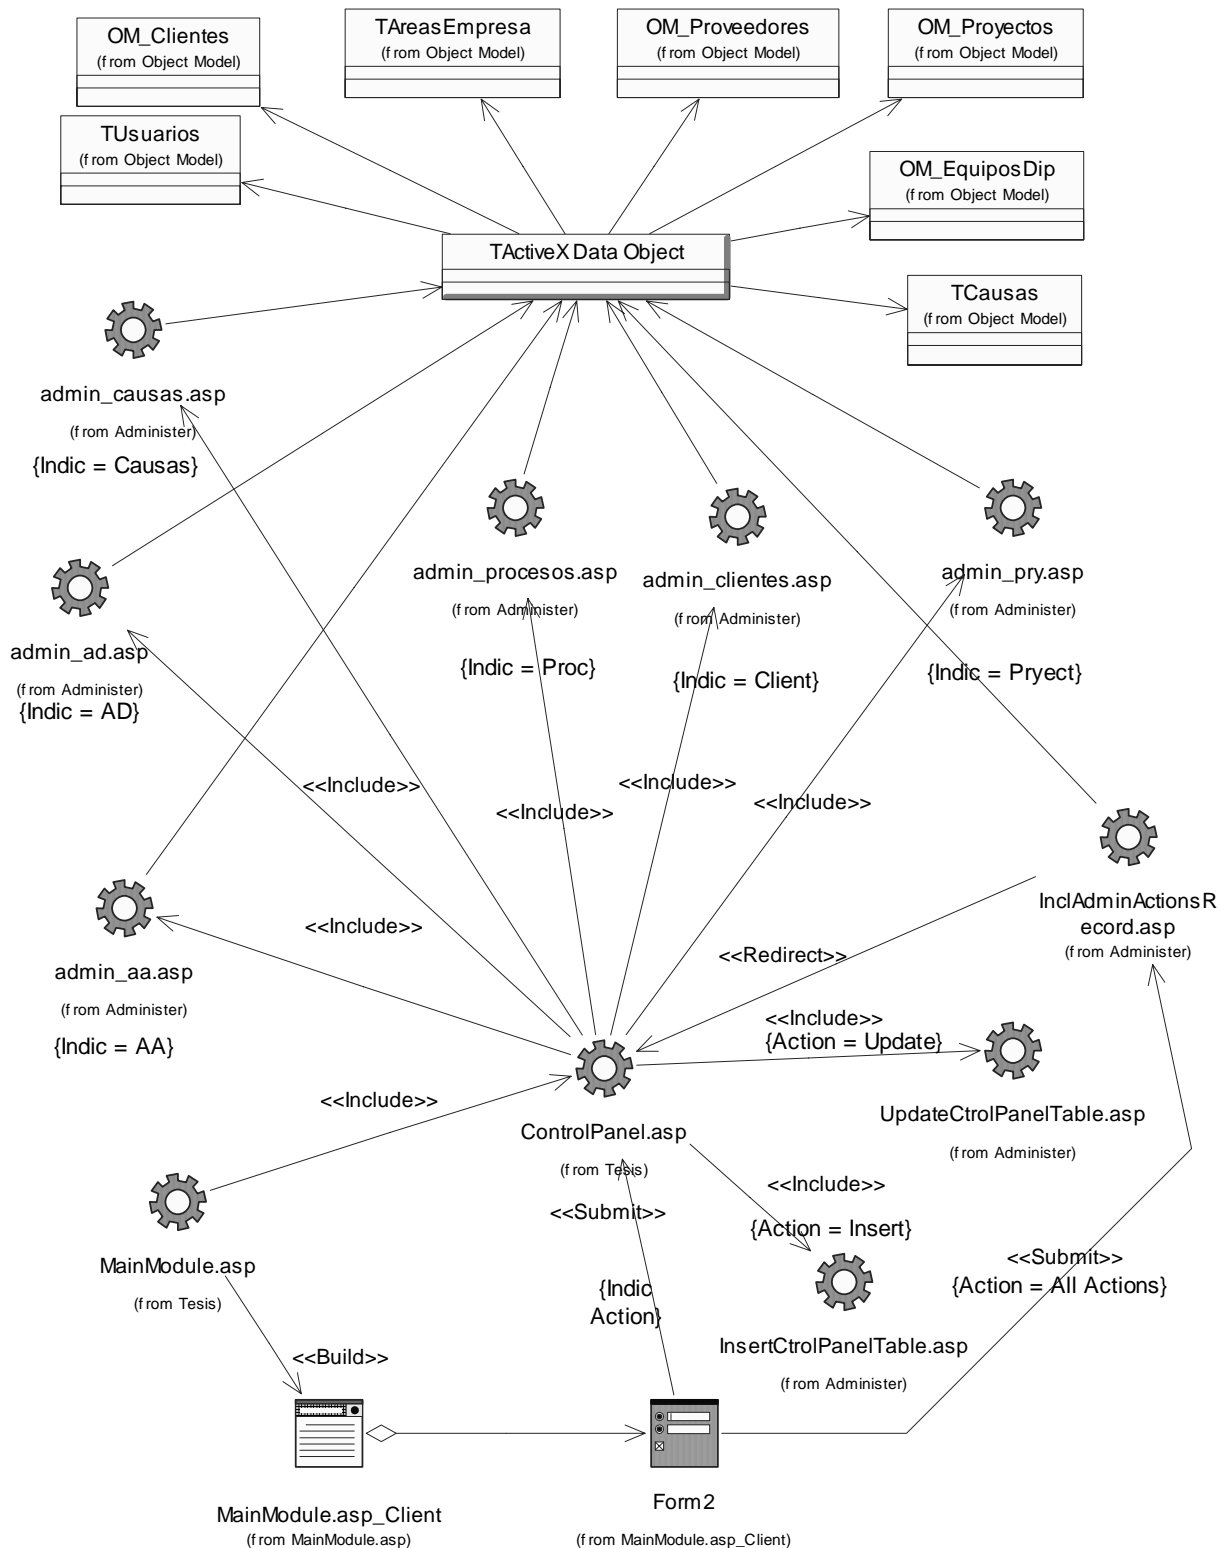 OM_Clientes
(from Object Model)
TAreasEmpresa
(from Object Model)
OM_Proveedores
(from Object Model)
OM_Proyectos
(from Object Model)
TUsuarios
(from Object Model)
OM_EquiposDip
(from Object Model)
TActiveX Data Object
TCausas
(from Object Model)
admin_causas.asp
(from Administer)
{Indic = Causas}
admin_procesos.asp
(from Administer)
{Indic = Proc}
admin_clientes.asp
(from Administer)
{Indic = Client}
admin_pry.asp
(from Administer)
{Indic = Pryect}
admin_ad.asp
(from Administer)
{Indic = AD}
<<Include>>
<<Include>>
<<Include>>
<<Include>>
InclAdminActionsR
ecord.asp
(from Administer)
<<Include>>
<<Redirect>>
admin_aa.asp
(from Administer)
{Indic = AA}
<<Include>>
{Action = Update}
UpdateCtrolPanelTable.asp
(from Administer)
<<Include>>
ControlPanel.asp
(from Tesis)
<<Include>>
{Action = Insert}
<<Submit>>
MainModule.asp
(from Tesis)
{Indic
Action}
<<Submit>>
{Action = All Actions}
InsertCtrolPanelTable.asp
(from Administer)
<<Build>>
MainModule.asp_Client
(from MainModule.asp)
Form2
(from MainModule.asp_Client)